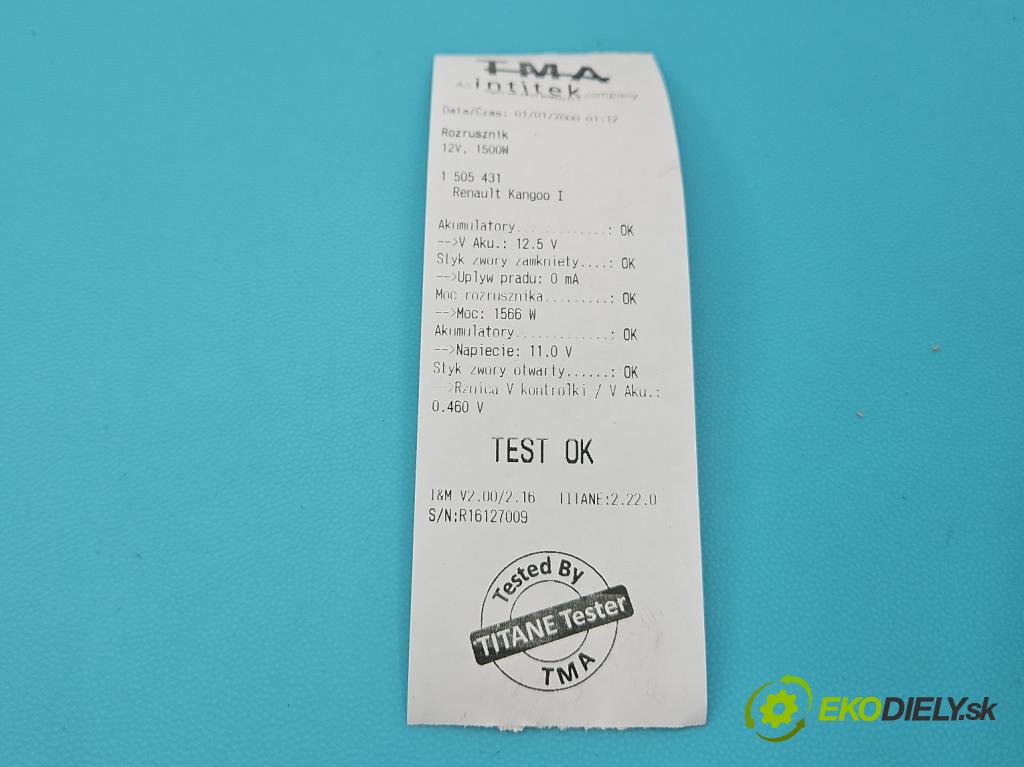 TMA
An intitek company
Data/Czas: 01/01/2000 01:12
Rozrusznik
12V, 1500W
1 505 431
Renault Kangoo I
Akumulatory............: OK
-->V Aku.: 12.5 V
Styk zwory zamkniety....: OK
-->Uplyw pradu: 0 mA
Moc rozrusznika.........: OK
-->Moc: 1566 W
Akumulatory............: OK
-->Napiecie: 11.0 V
Styk zwory otwarty......: OK
-->Rznica V kontrolki / V Aku.:
0.460 V
TEST OK
I&M V2.00/2.16 TITANE:2.22.0
S/N:R16127009
Tested By
TITANE Tester
TMA
EKODIELY.sk